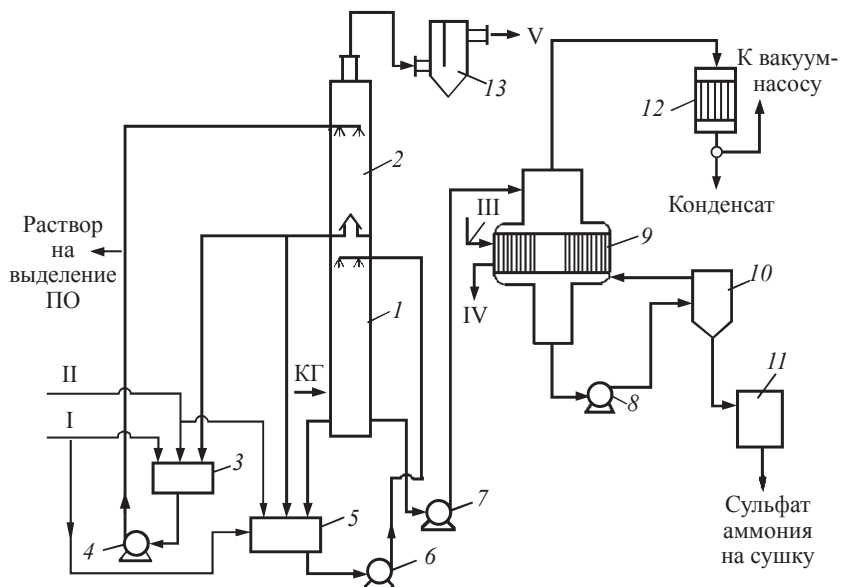 V
К вакуум-
насосу
13
12
2
Конденсат
III
9
Раствор
на
выделение
ПО
10
IV
1
КГ
II
11
8
I
3
7
5
4
6
Сульфат
аммония
на сушку